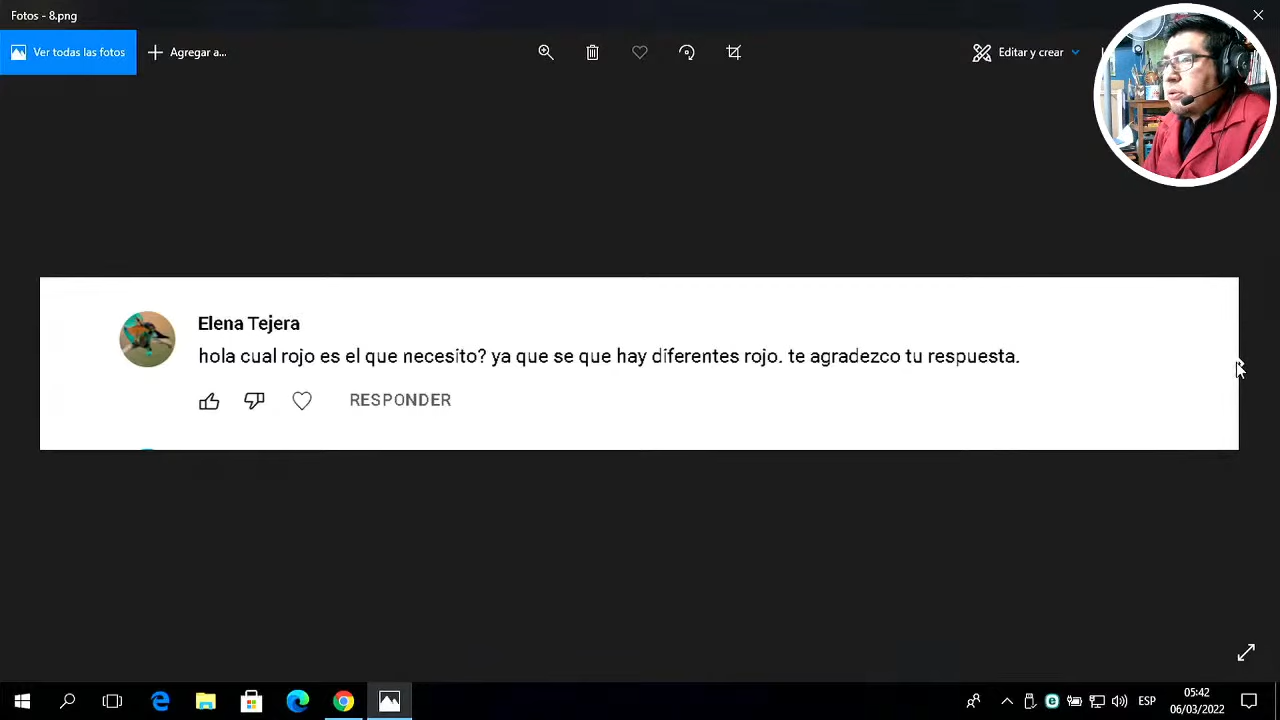 Fotos - 8.png
Ver todas las fotos
Agregar a...
Editar y crear
Elena Tejera
hola cual rojo es el que necesito? ya que se que hay diferentes rojo. te agradezco tu respuesta.
RESPONDER
ESP
05:42
06/03/2022